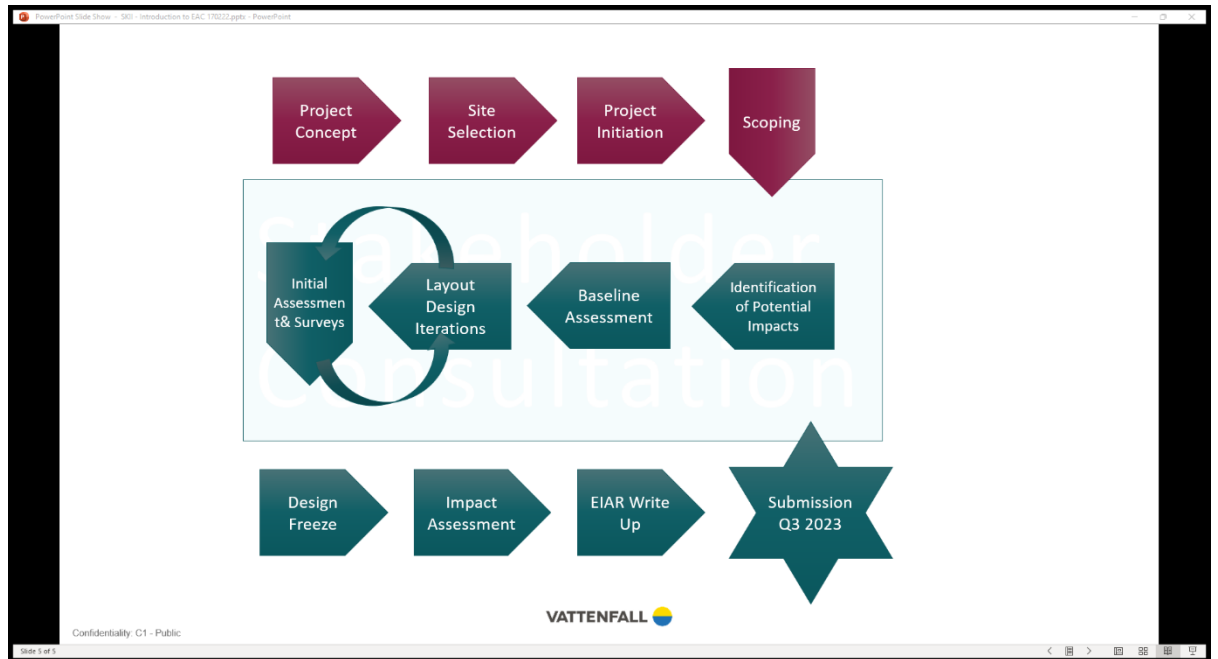 PowerPoint Slide Show - SKI - Introduction to EAC 170222.pptx - PowerPoint
Project
Concept
Site
Selection
Project
Initiation
Scoping
Stakeholder
Consultation
Identification
of Potential
Impacts
Baseline
Assessment
Layout
Design
Iterations
Initial
Assessmen
t& Surveys
Design
Freeze
Impact
Assessment
EIAR Write
Up
Submission
Q3 2023
VATTENFALL
Confidentiality: C1 - Public
Slide 5 of 5